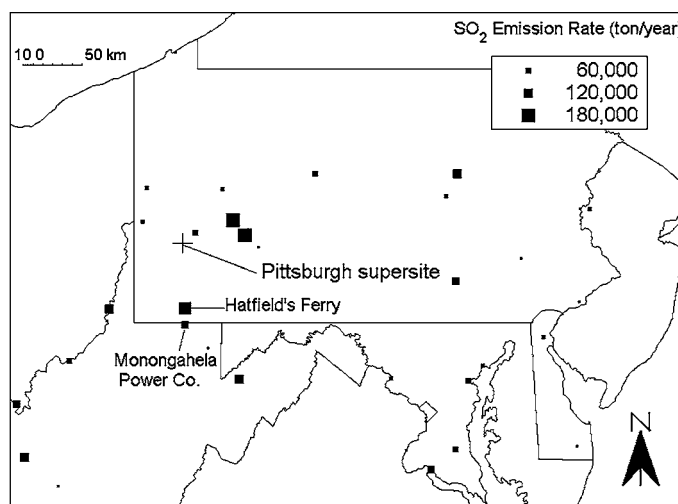 SO2 Emission Rate (ton/year)
10 0 50 km
60,000
120,000
180,000
Pittsburgh supersite
Hatfield's Ferry
Monongahela
Power Co.
N